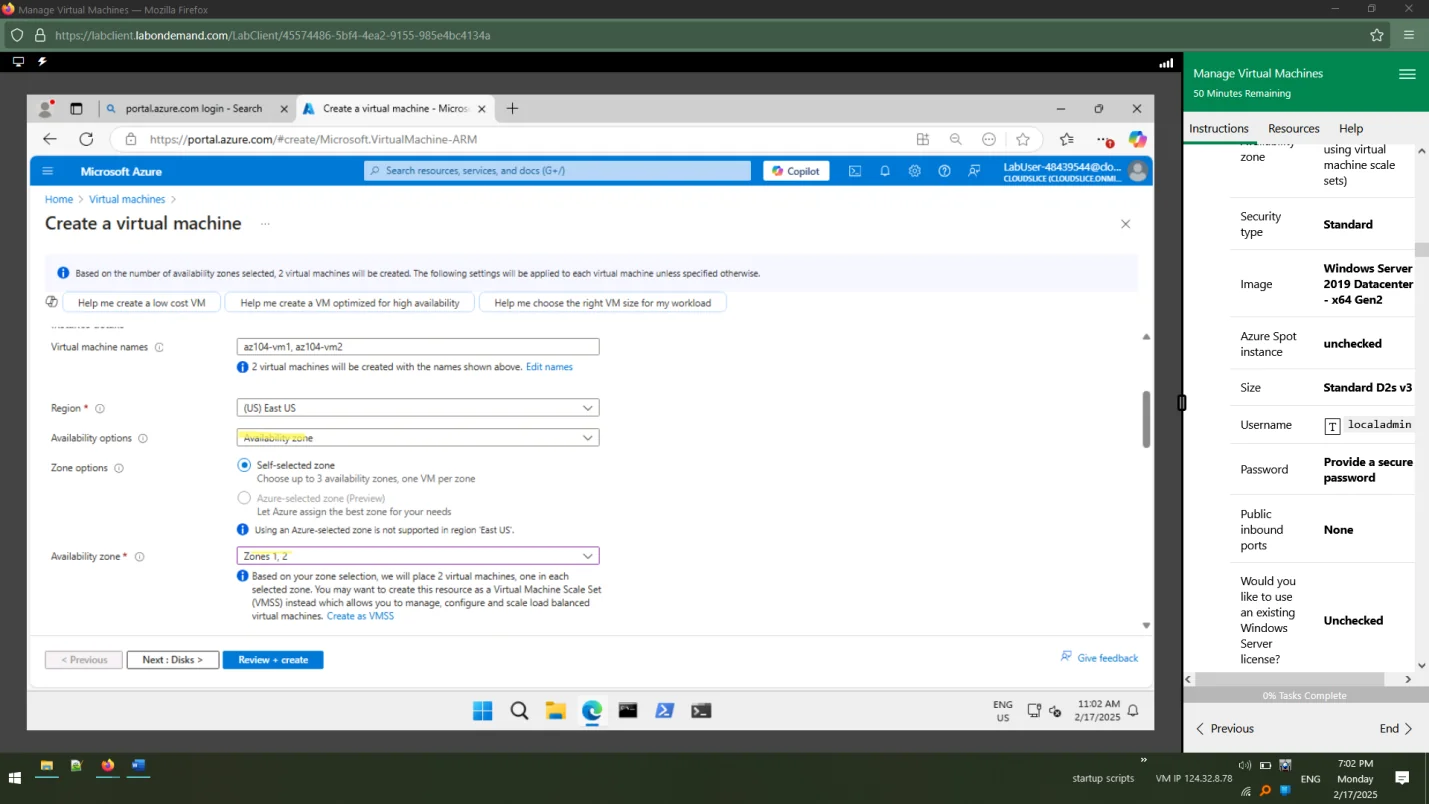 Manage Virtual Machines — Mozilla Firefox
https://labclient.labondemand.com/LabClient/45574486-5bf4-4ea2-9155-985e4bc4134a
portal.azure.com login - Search
Create a virtual machine - Micros
https://portal.azure.com/#create/Microsoft.VirtualMachine-ARM
Microsoft Azure
Search resources, services, and docs (G+/)
Copilot
LabUser-48439544@clo...
CLOUDSLICE (CLOUDSLICE.ONMI...
Home > Virtual machines >
Create a virtual machine ...
Based on the number of availability zones selected, 2 virtual machines will be created. The following settings will be applied to each virtual machine unless specified otherwise.
Help me create a low cost VM
Help me create a VM optimized for high availability
Help me choose the right VM size for my workload
Instance details
Virtual machine names
az104-vm1, az104-vm2
2 virtual machines will be created with the names shown above. Edit names
Region *
(US) East US
Availability options
Availability zone
Zone options
Self-selected zone
Choose up to 3 availability zones, one VM per zone
Azure-selected zone (Preview)
Let Azure assign the best zone for your needs
Using an Azure-selected zone is not supported in region 'East US'.
Availability zone *
Zones 1, 2
Based on your zone selection, we will place 2 virtual machines, one in each
selected zone. You may want to create this resource as a Virtual Machine Scale Set
(VMSS) instead which allows you to manage, configure and scale load balanced
virtual machines. Create as VMSS
< Previous
Next : Disks >
Review + create
Give feedback
ENG
US
11:02 AM
2/17/2025
Manage Virtual Machines
50 Minutes Remaining
Instructions
Resources
Help
Availability
zone
using virtual
machine scale
sets)
Security
type
Standard
Image
Windows Server
2019 Datacenter
- x64 Gen2
Azure Spot
instance
unchecked
Size
Standard D2s v3
Username
T localadmin
Password
Provide a secure
password
Public
inbound
ports
None
Would you
like to use
an existing
Windows
Server
license?
Unchecked
0% Tasks Complete
< Previous
End >
startup scripts
VM IP 124.32.8.78
ENG
7:02 PM
Monday
2/17/2025